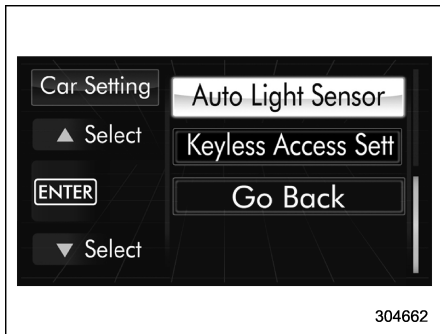 Car Setting
Auto Light Sensor
▲ Select
Keyless Access Sett
ENTER
Go Back
▼ Select
304662